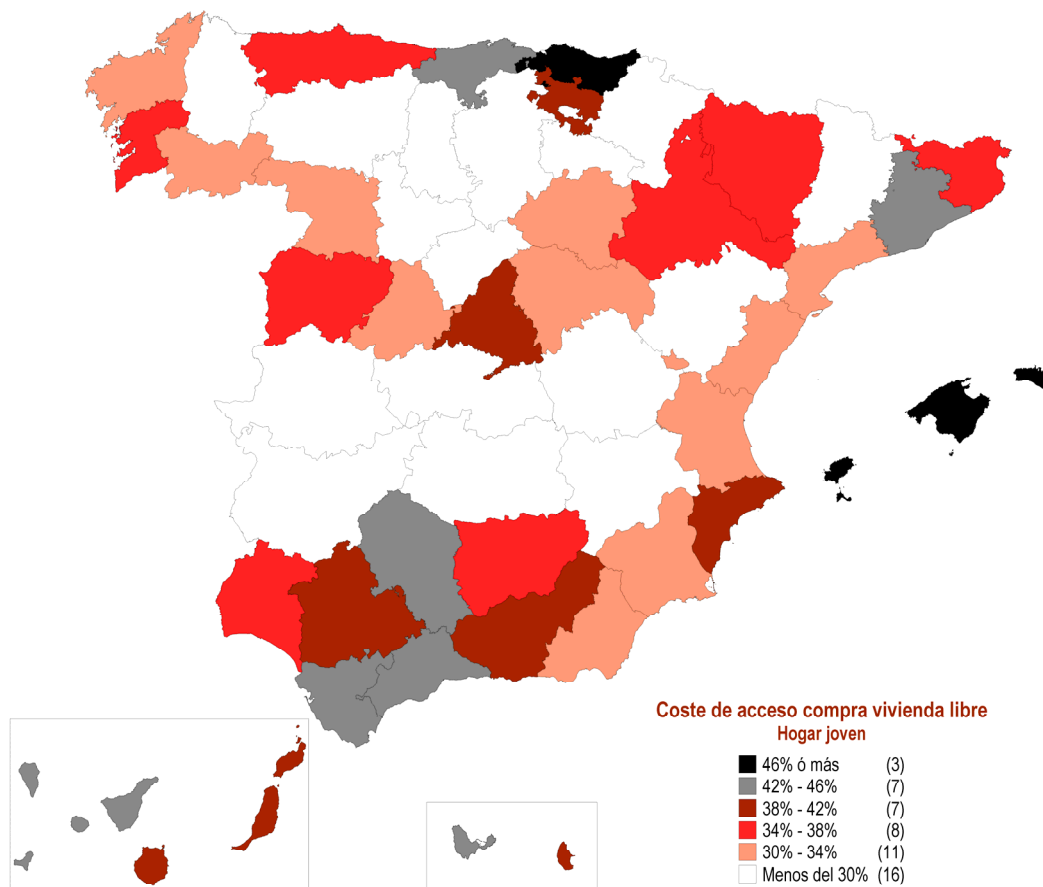 Coste de acceso compra vivienda libre
Hogar joven
46% ó más (3)
42% - 46% (7)
38% - 42% (7)
34% - 38% (8)
30% - 34% (11)
Menos del 30% (16)